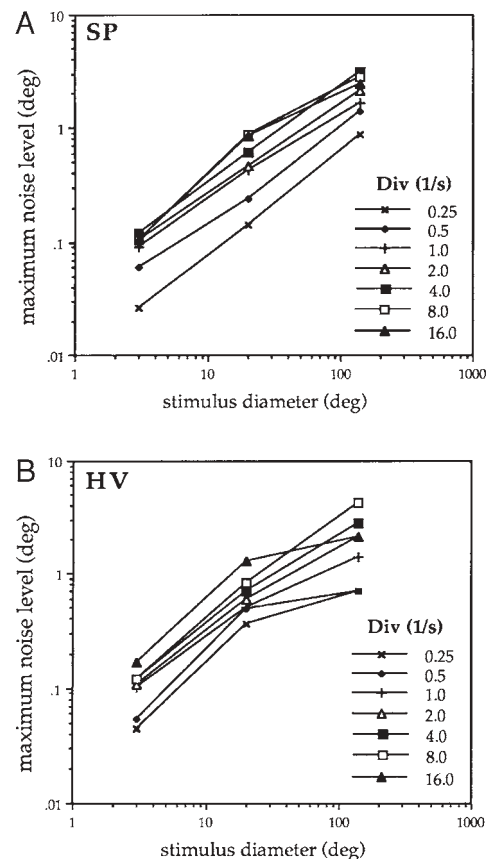 A
SP
10
1
.1
.01
maximum noise level (deg)
Div (1/s)
0.25
0.5
1.0
2.0
4.0
8.0
16.0
1 10 100 1000
stimulus diameter (deg)
B
HV
10
1
.1
.01
maximum noise level (deg)
Div (1/s)
0.25
0.5
1.0
2.0
4.0
8.0
16.0
1 10 100 1000
stimulus diameter (deg)